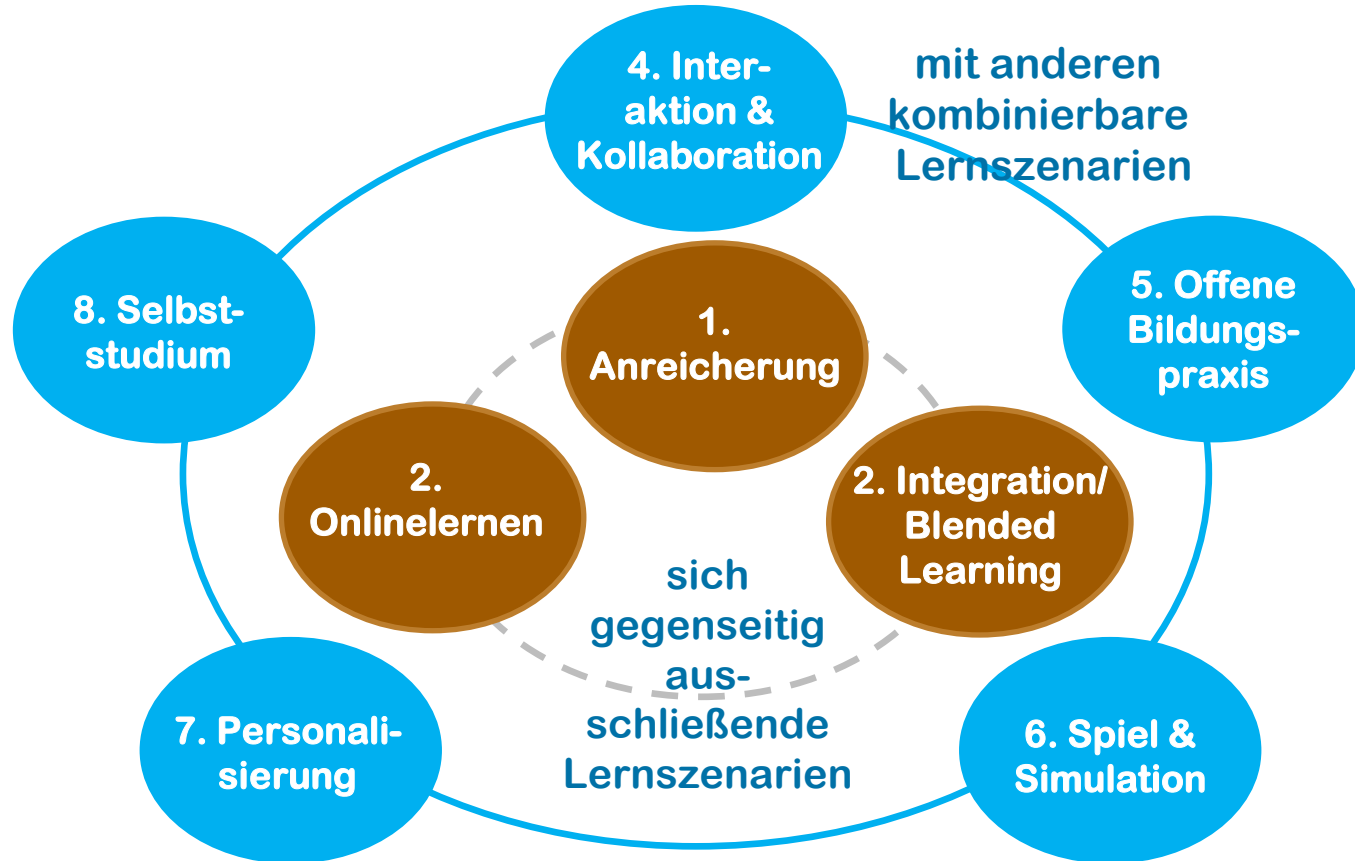 4. Inter-
aktion &
Kollaboration
mit anderen
kombinierbare
Lernszenarien
8. Selbst-
studium
5. Offene
Bildungs-
praxis
1.
Anreicherung
2.
Onlinelernen
2. Integration/
Blended
Learning
sich
gegenseitig
aus-
schließende
Lernszenarien
7. Personali-
sierung
6. Spiel &
Simulation